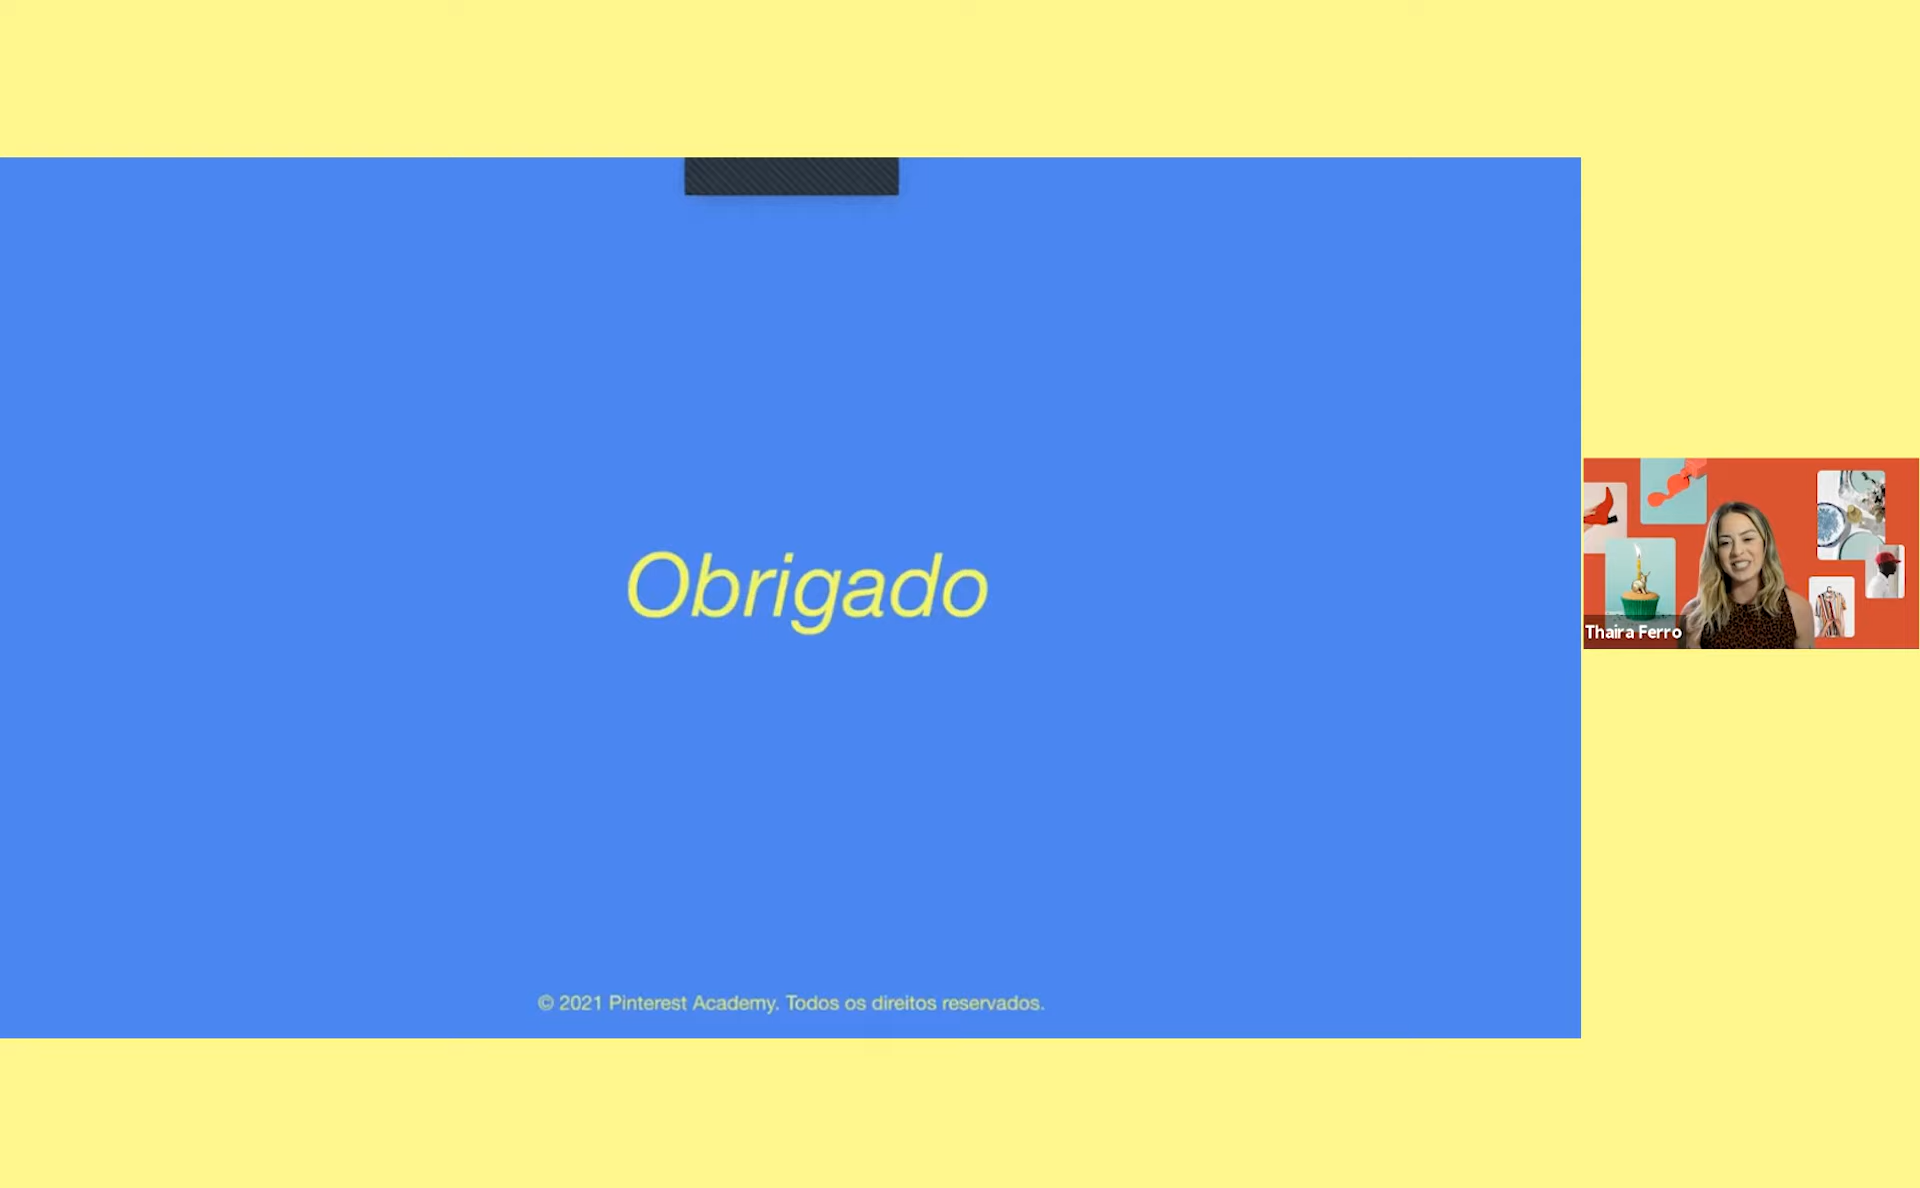 Obrigado
Thaira Ferro
© 2021 Pinterest Academy. Todos os direitos reservados.